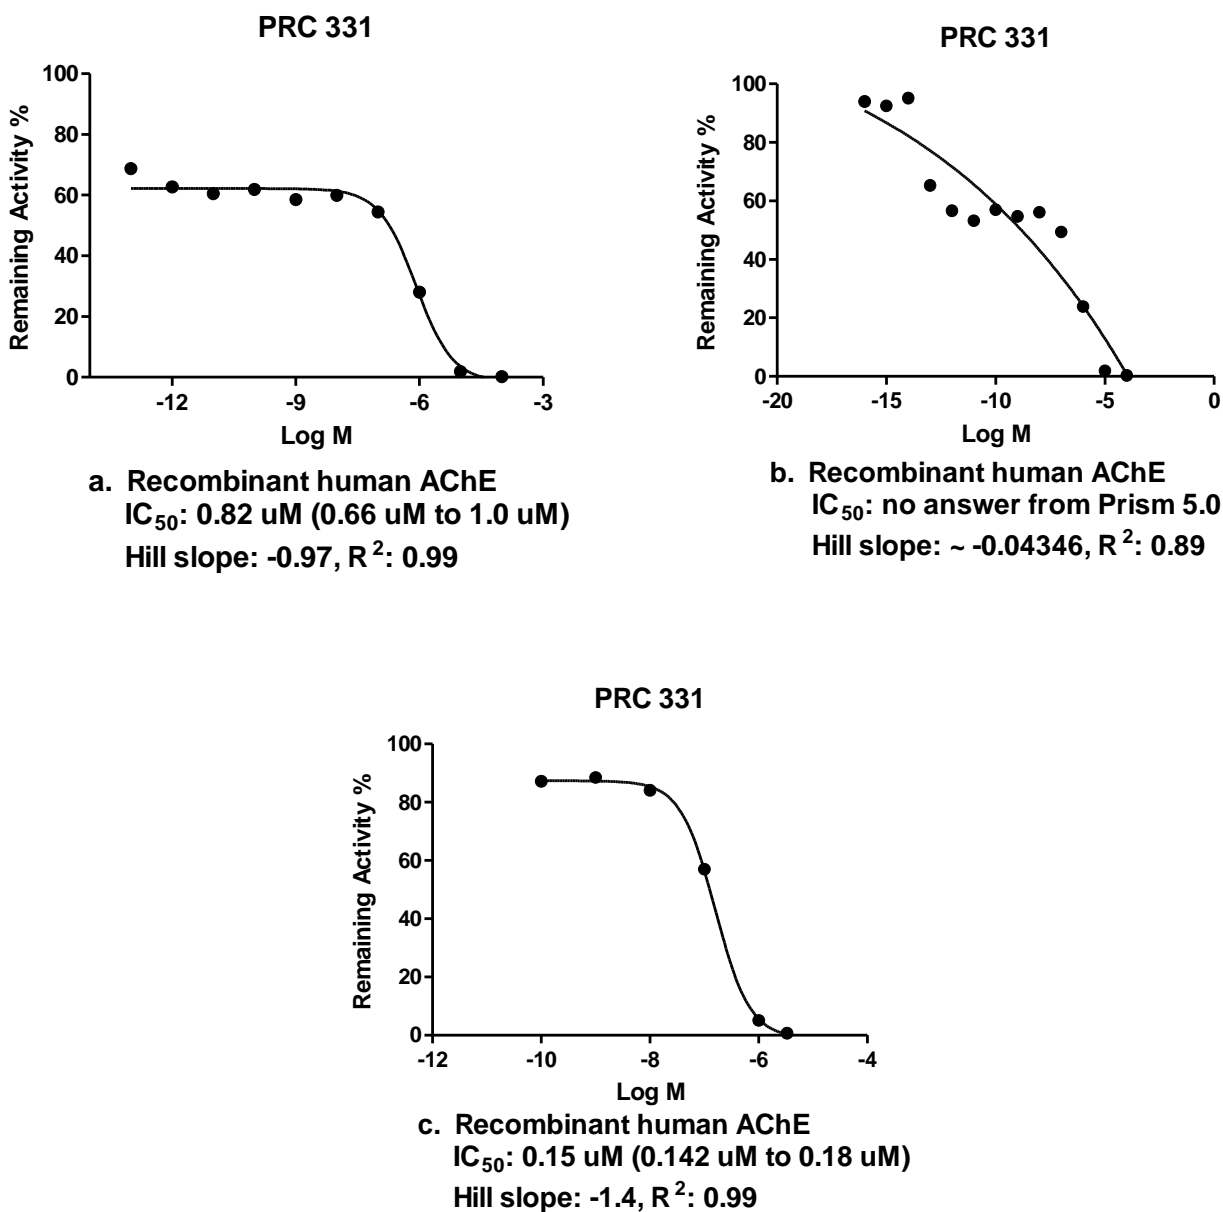 PRC 331
100
80
60
40
20
0
Remaining Activity %
-12
-9
-6
-3
Log M
a. Recombinant human AChE
IC50: 0.82 uM (0.66 uM to 1.0 uM)
Hill slope: -0.97, R2: 0.99
PRC 331
100
80
60
40
20
0
Remaining Activity %
-20
-15
-10
-5
0
Log M
b. Recombinant human AChE
IC50: no answer from Prism 5.0
Hill slope: ~ -0.04346, R2: 0.89
PRC 331
100
80
60
40
20
0
Remaining Activity %
-12
-10
-8
-6
-4
Log M
c. Recombinant human AChE
IC50: 0.15 uM (0.142 uM to 0.18 uM)
Hill slope: -1.4, R2: 0.99